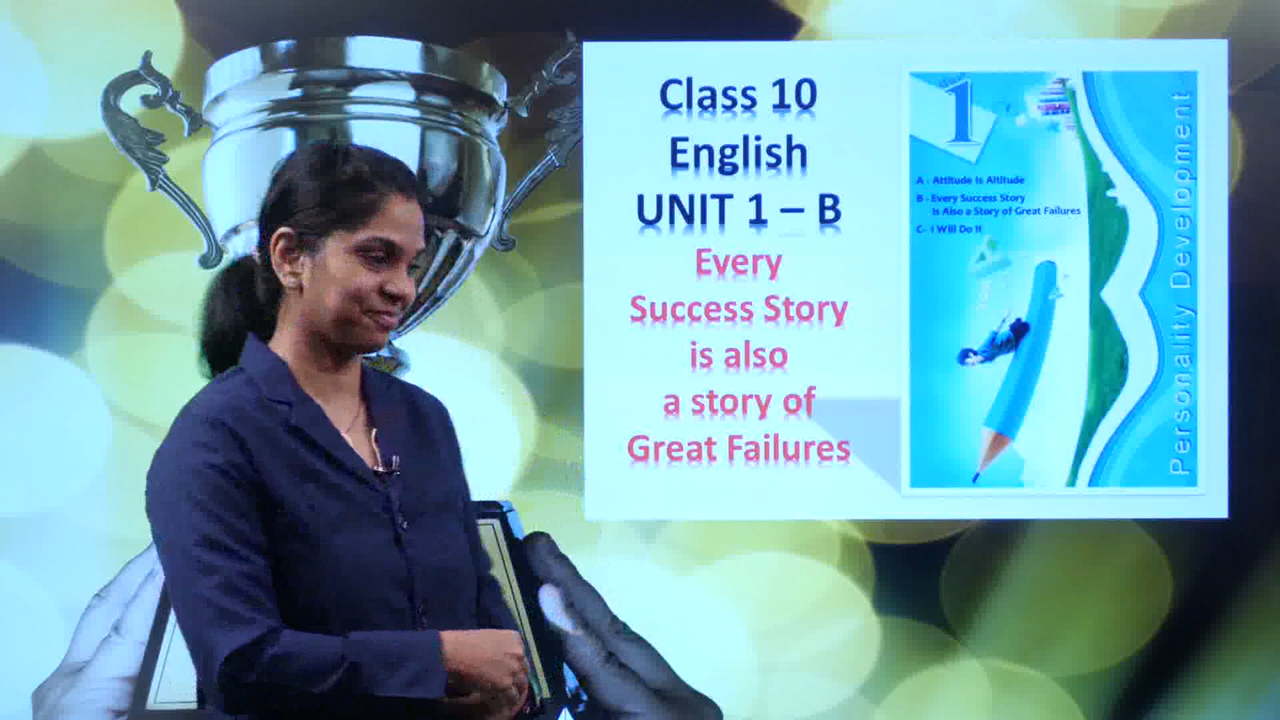 Class 10
English
UNIT 1 – B
Every
Success Story
is also
a story of
Great Failures
1
A - Attitude Is Altitude
B - Every Success Story
Is Also a Story of Great Failures
C- I Will Do It
Personality Development